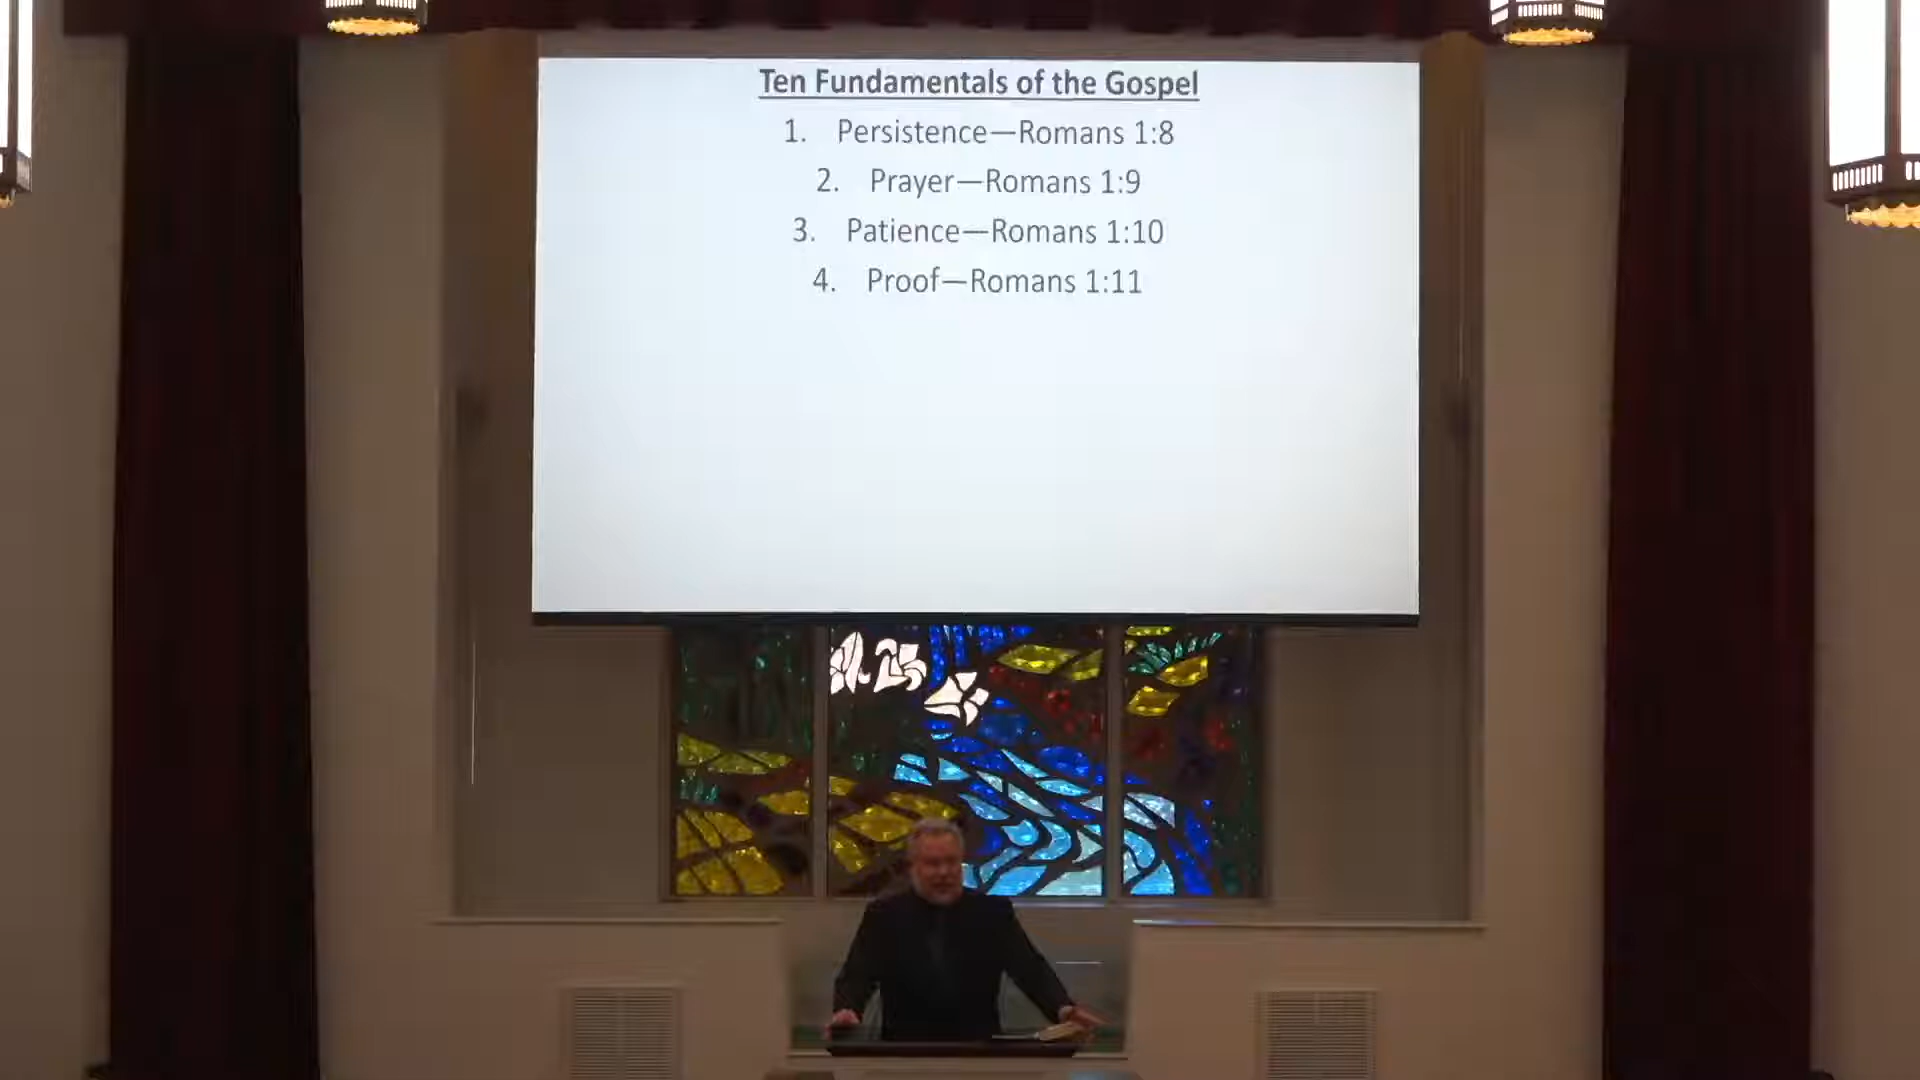 Ten Fundamentals of the Gospel
1. Persistence—Romans 1:8
2. Prayer—Romans 1:9
3. Patience—Romans 1:10
4. Proof—Romans 1:11